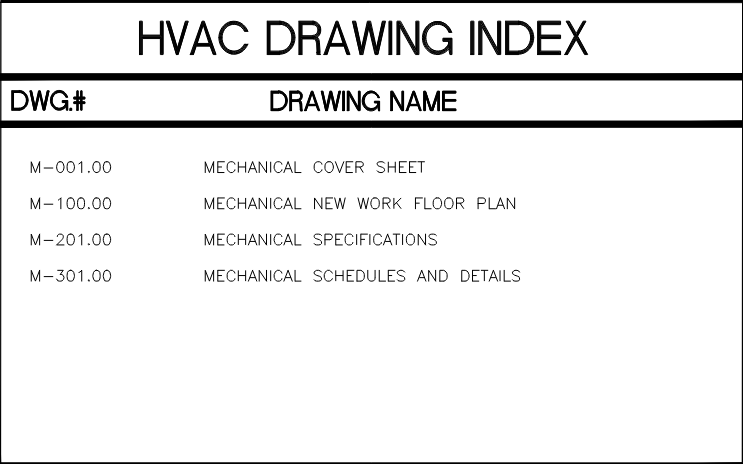 HVAC DRAWING INDEX
DWG.# DRAWING NAME
M-001.00 MECHANICAL COVER SHEET
M-100.00 MECHANICAL NEW WORK FLOOR PLAN
M-201.00 MECHANICAL SPECIFICATIONS
M-301.00 MECHANICAL SCHEDULES AND DETAILS